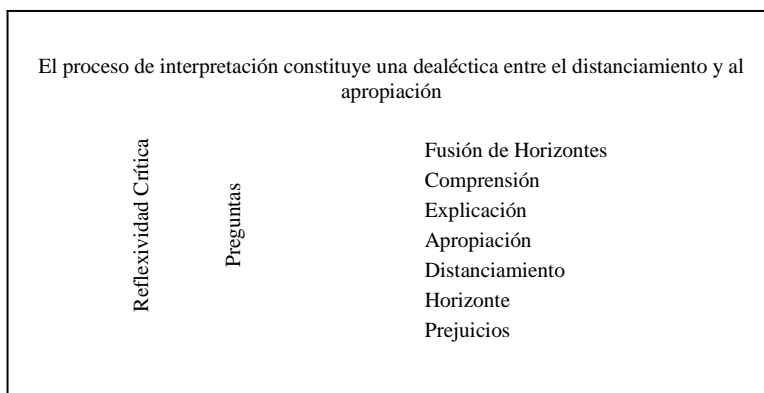 El proceso de interpretación constituye una dealéctica entre el distanciamiento y al
apropiación
Reflexividad Crítica
Preguntas
Fusión de Horizontes
Comprensión
Explicación
Apropiación
Distanciamiento
Horizonte
Prejuicios